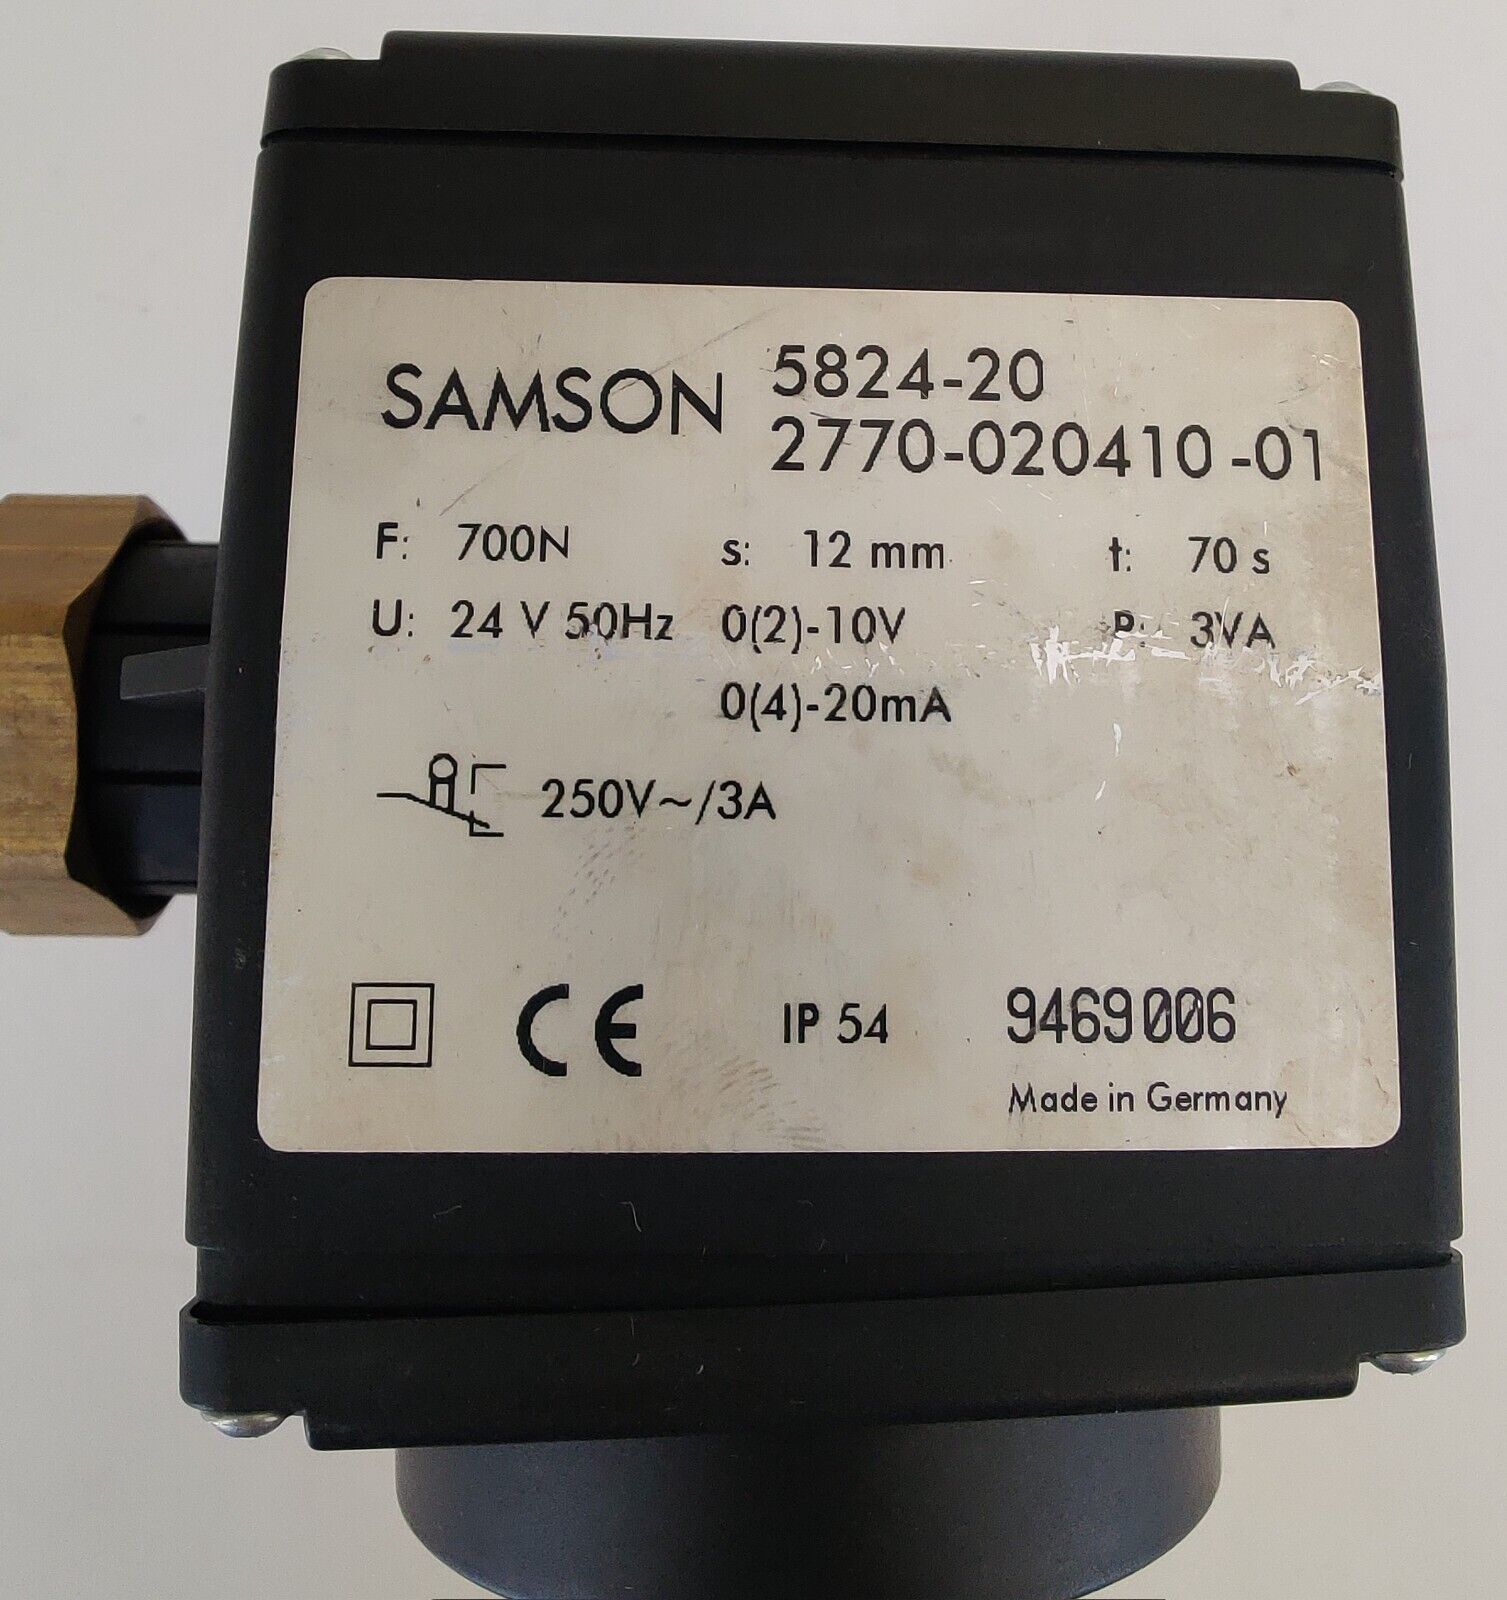 SAMSON 5824-20
2770-020410-01
F: 700N s: 12 mm t: 70 s
U: 24 V 50Hz 0(2)-10V P: 3VA
0(4)-20mA
250V~/3A
CE IP 54 9469006
Made in Germany